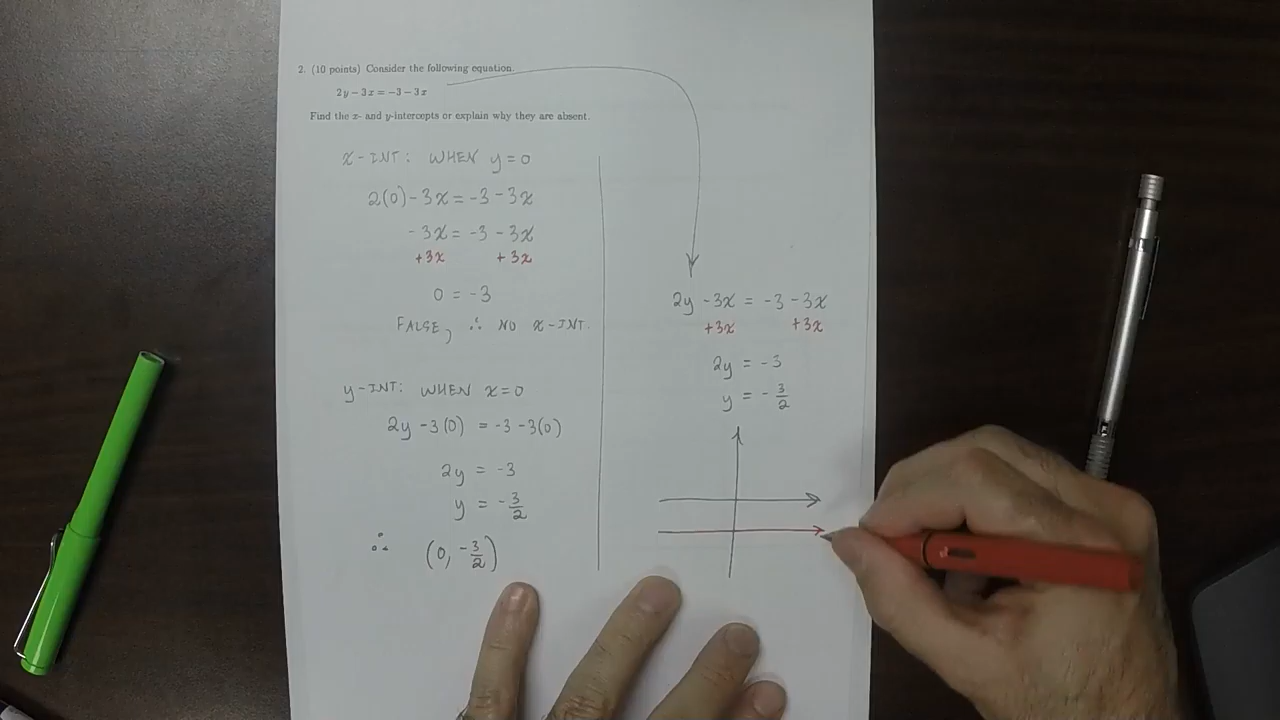 2. (10 points) Consider the following equation.
2y − 3x = −3 − 3x
Find the x- and y-intercepts or explain why they are absent.
x-INT: WHEN y=0
2(0) - 3x = -3 - 3x
-3x = -3 - 3x
+3x +3x
0 = -3
FALSE, ∴ NO x-INT.
y-INT: WHEN x=0
2y - 3(0) = -3 - 3(0)
2y = -3
y = -3/2
∴ (0, -3/2)
2y - 3x = -3 - 3x
+3x +3x
2y = -3
y = -3/2